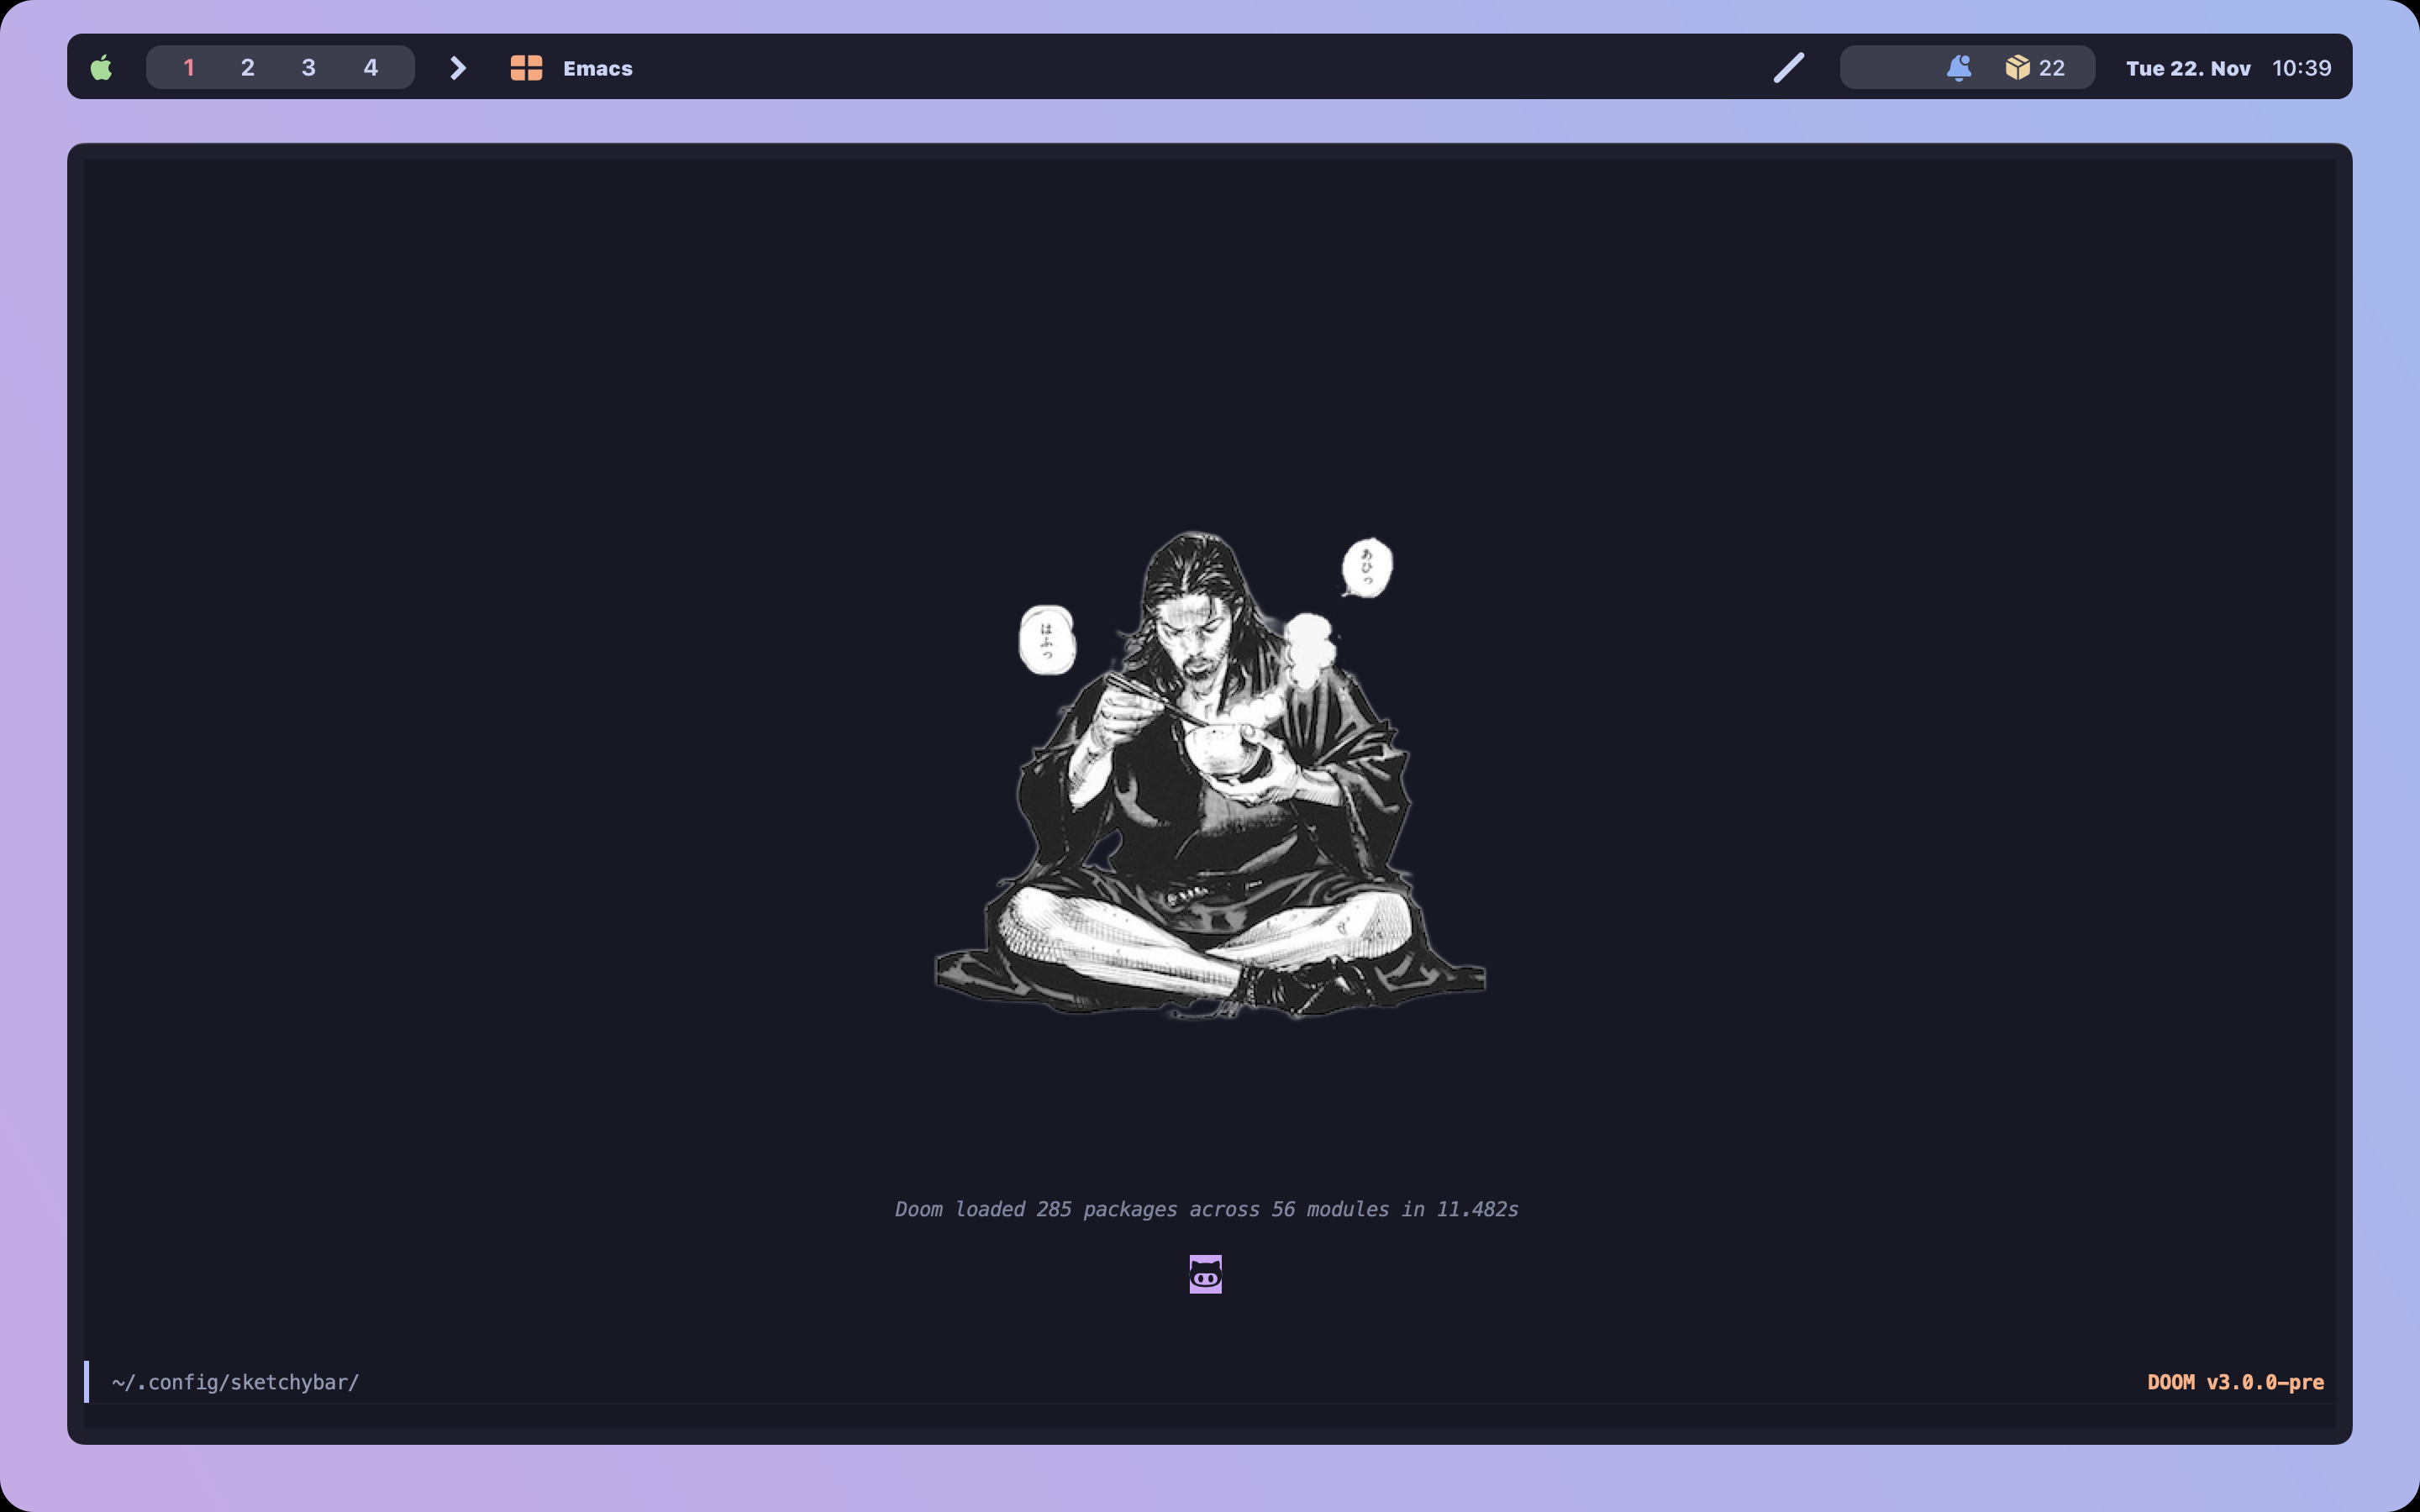 1 2 3 4 Emacs 22 Tue 22. Nov 10:39
あひっ
はふっ
Doom loaded 285 packages across 56 modules in 11.482s
~/.config/sketchybar/ DOOM v3.0.0-pre